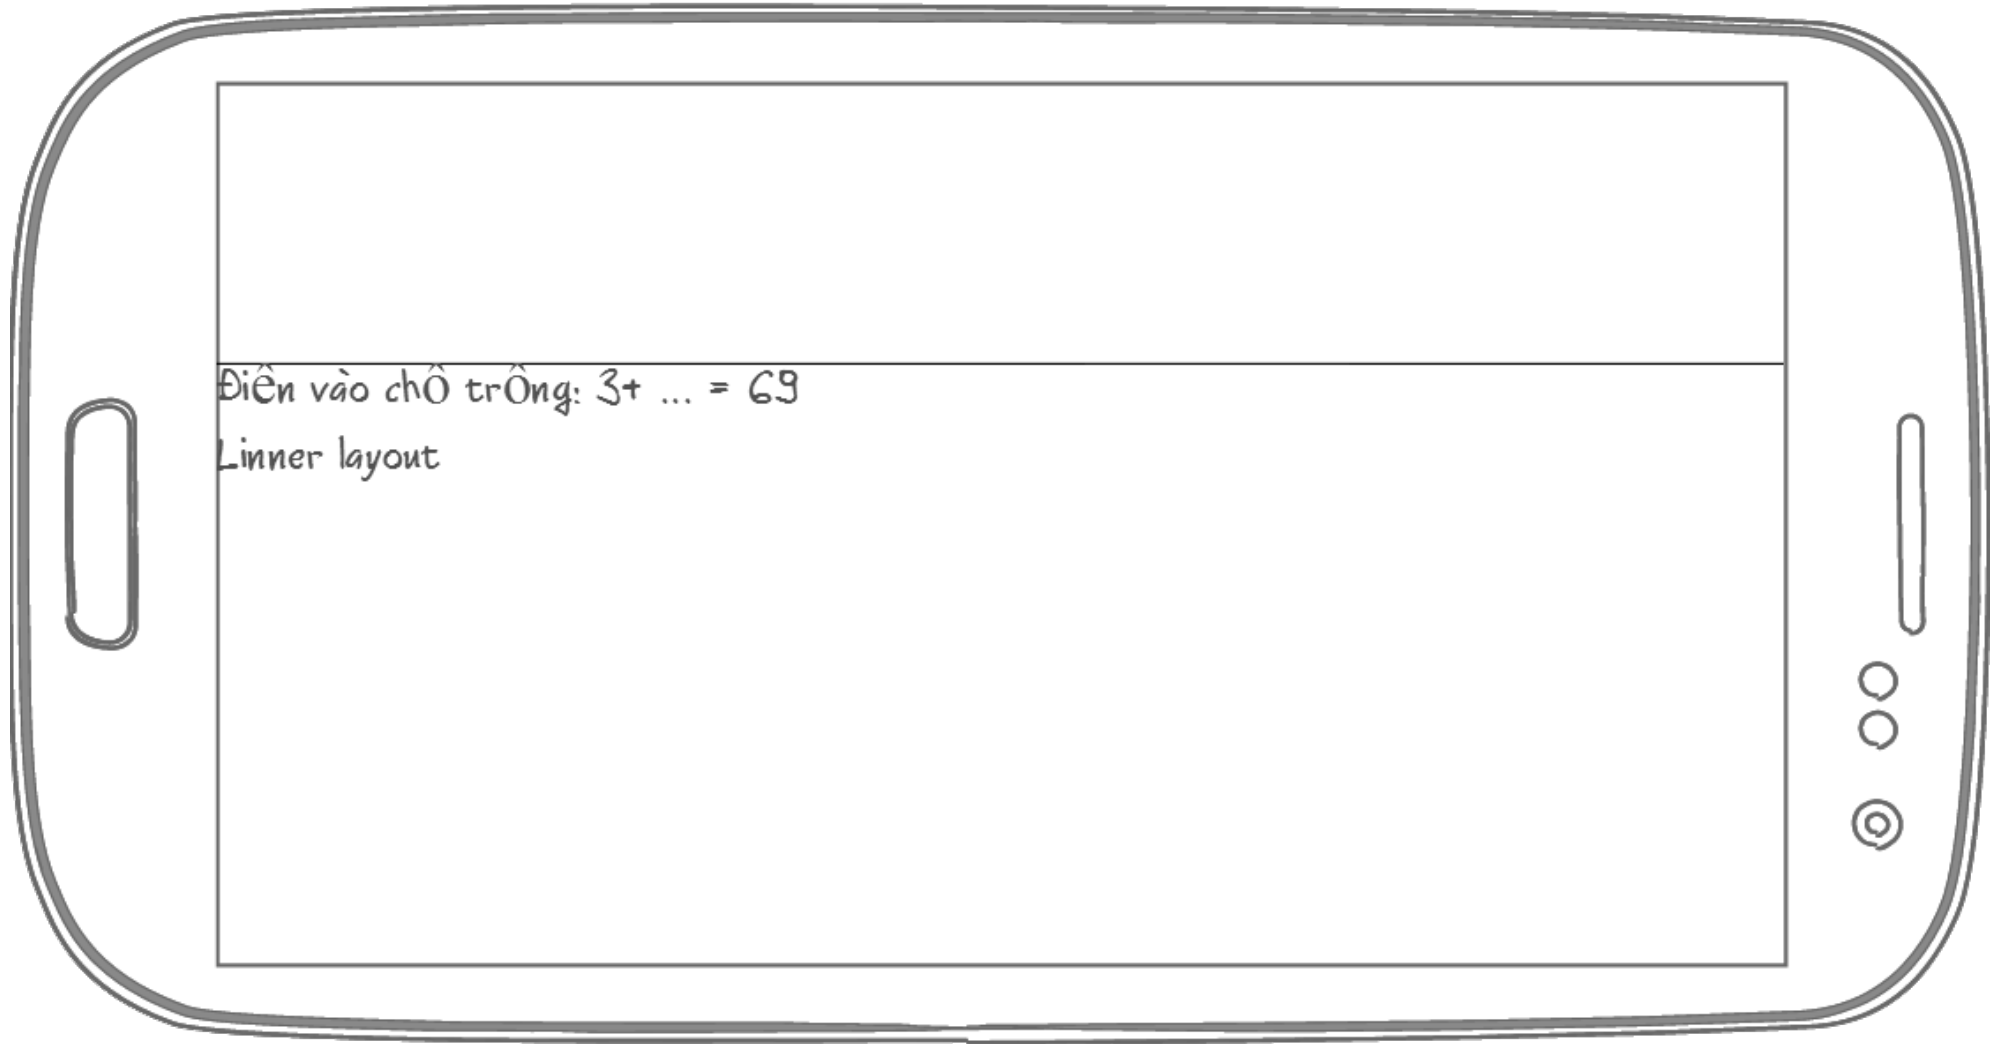 Điền vào chỗ trống: 3+ ... = 69
Linner layout